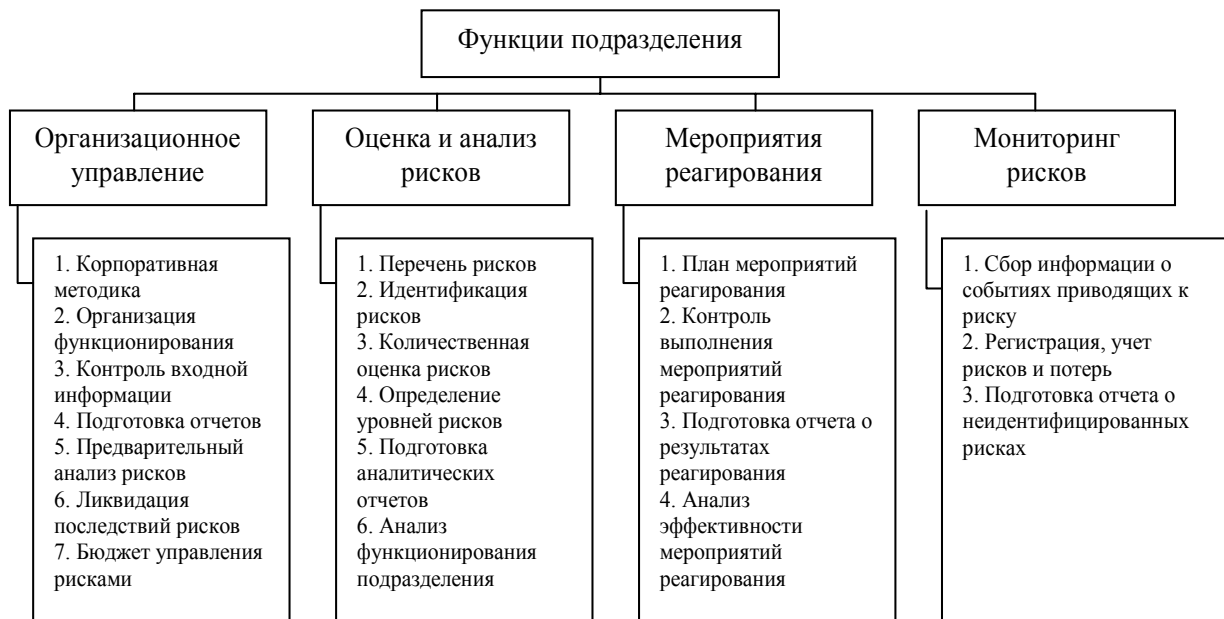 Функции подразделения
Организационное
управление
Оценка и анализ
рисков
Мероприятия
реагирования
Мониторинг
рисков
1. Корпоративная
методика
2. Организация
функционирования
3. Контроль входной
информации
4. Подготовка отчетов
5. Предварительный
анализ рисков
6. Ликвидация
последствий рисков
7. Бюджет управления
рисками
1. Перечень рисков
2. Идентификация
рисков
3. Количественная
оценка рисков
4. Определение
уровней рисков
5. Подготовка
аналитических
отчетов
6. Анализ
функционирования
подразделения
1. План мероприятий
реагирования
2. Контроль
выполнения
мероприятий
реагирования
3. Подготовка отчета о
результатах
реагирования
4. Анализ
эффективности
мероприятий
реагирования
1. Сбор информации о
событиях приводящих к
риску
2. Регистрация, учет
рисков и потерь
3. Подготовка отчета о
неидентифицированных
рисках